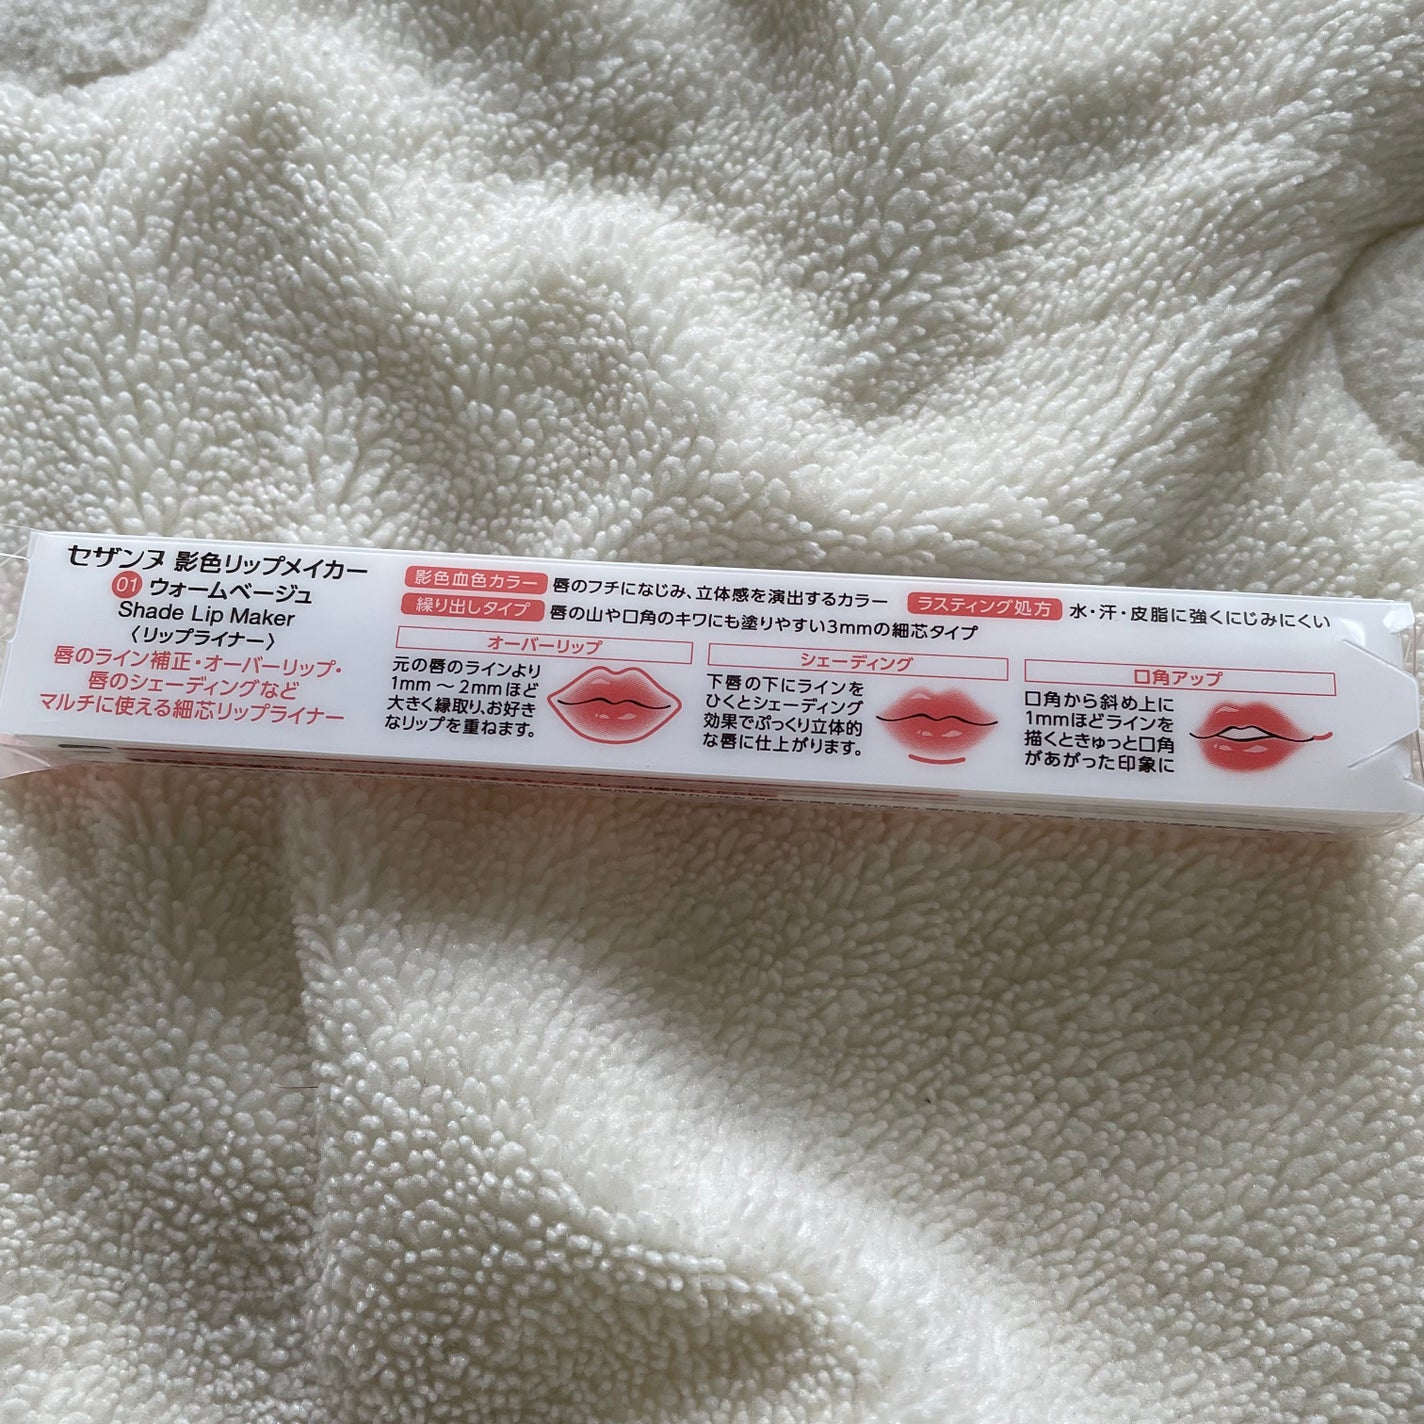 セザンヌ 影色リップメイカー
01 ウォームベージュ
Shade Lip Maker
〈リップライナー〉
唇のライン補正・オーバーリップ・
唇のシェーディングなど
マルチに使える細芯リップライナー
影色血色カラー 唇のフチになじみ、立体感を演出するカラー
ラスティング処方 水・汗・皮脂に強くにじみにくい
繰り出しタイプ 唇の山や口角のキワにも塗りやすい3mmの細芯タイプ
オーバーリップ
元の唇のラインより
1mm〜2mmほど
大きく縁取り、お好き
なリップを重ねます。
シェーディング
下唇の下にラインを
ひくとシェーディング
効果でぷっくり立体的
な唇に仕上がります。
口角アップ
口角から斜め上に
1mmほどラインを
描くときゅっと口角
があがった印象に